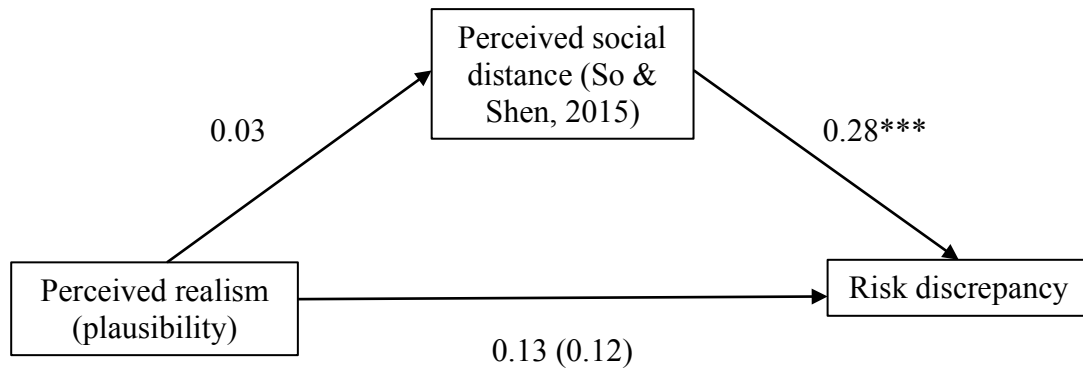 Perceived social
distance (So &
Shen, 2015)
0.03
0.28***
Perceived realism
(plausibility)
Risk discrepancy
0.13 (0.12)